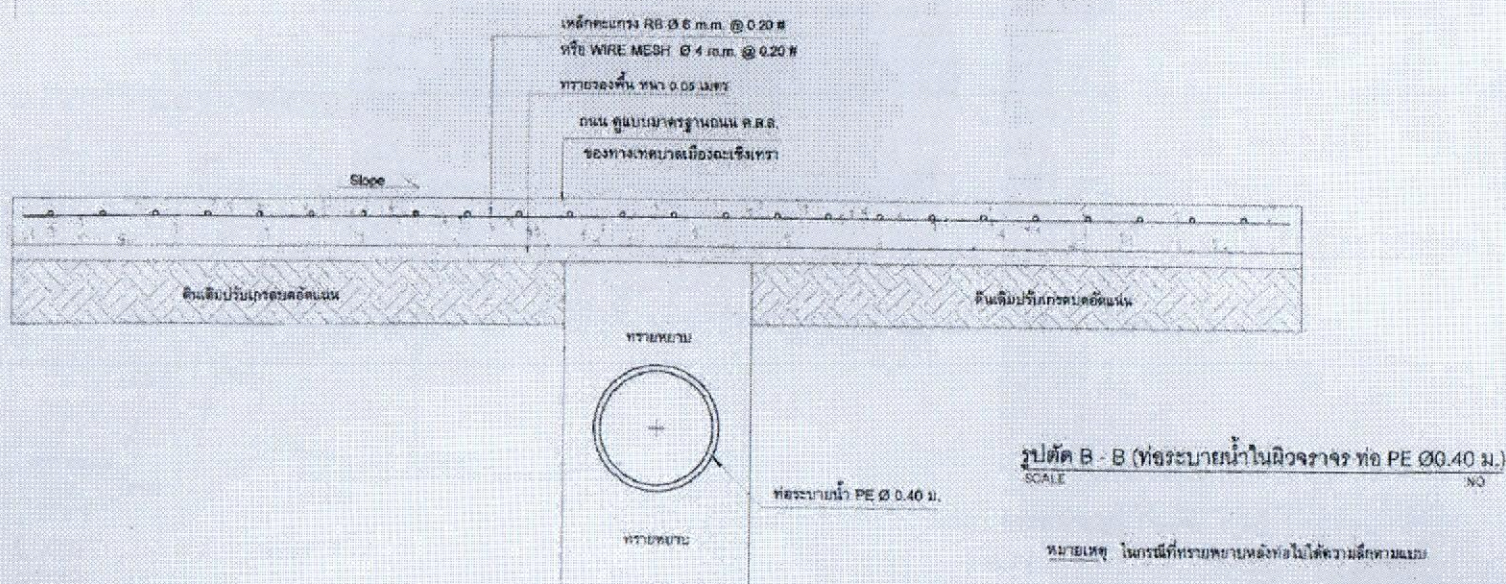 เหล็กตะแกรง RB Ø 6 m.m. @ 0.20 #
หรือ WIRE MESH Ø 4 m.m. @ 0.20 #
ทรายรองพื้น หนา 0.05 เมตร
ถนน ดูแบบมาตรฐานถนน ค.ส.ล.
ของทางเทศบาลเมืองฉะเชิงเทรา
Slope
ดินเดิมปรับเกรดบดอัดแน่น
ดินเดิมปรับเกรดบดอัดแน่น
ทรายหยาบ
ท่อระบายน้ำ PE Ø 0.40 ม.
ทรายหยาบ
รูปตัด B - B (ท่อระบายน้ำในผิวจราจร ท่อ PE Ø0.40 ม.)
SCALE NO
หมายเหตุ ในกรณีที่ทรายหยาบหลังท่อไม่ได้ความลึกตามแบบ